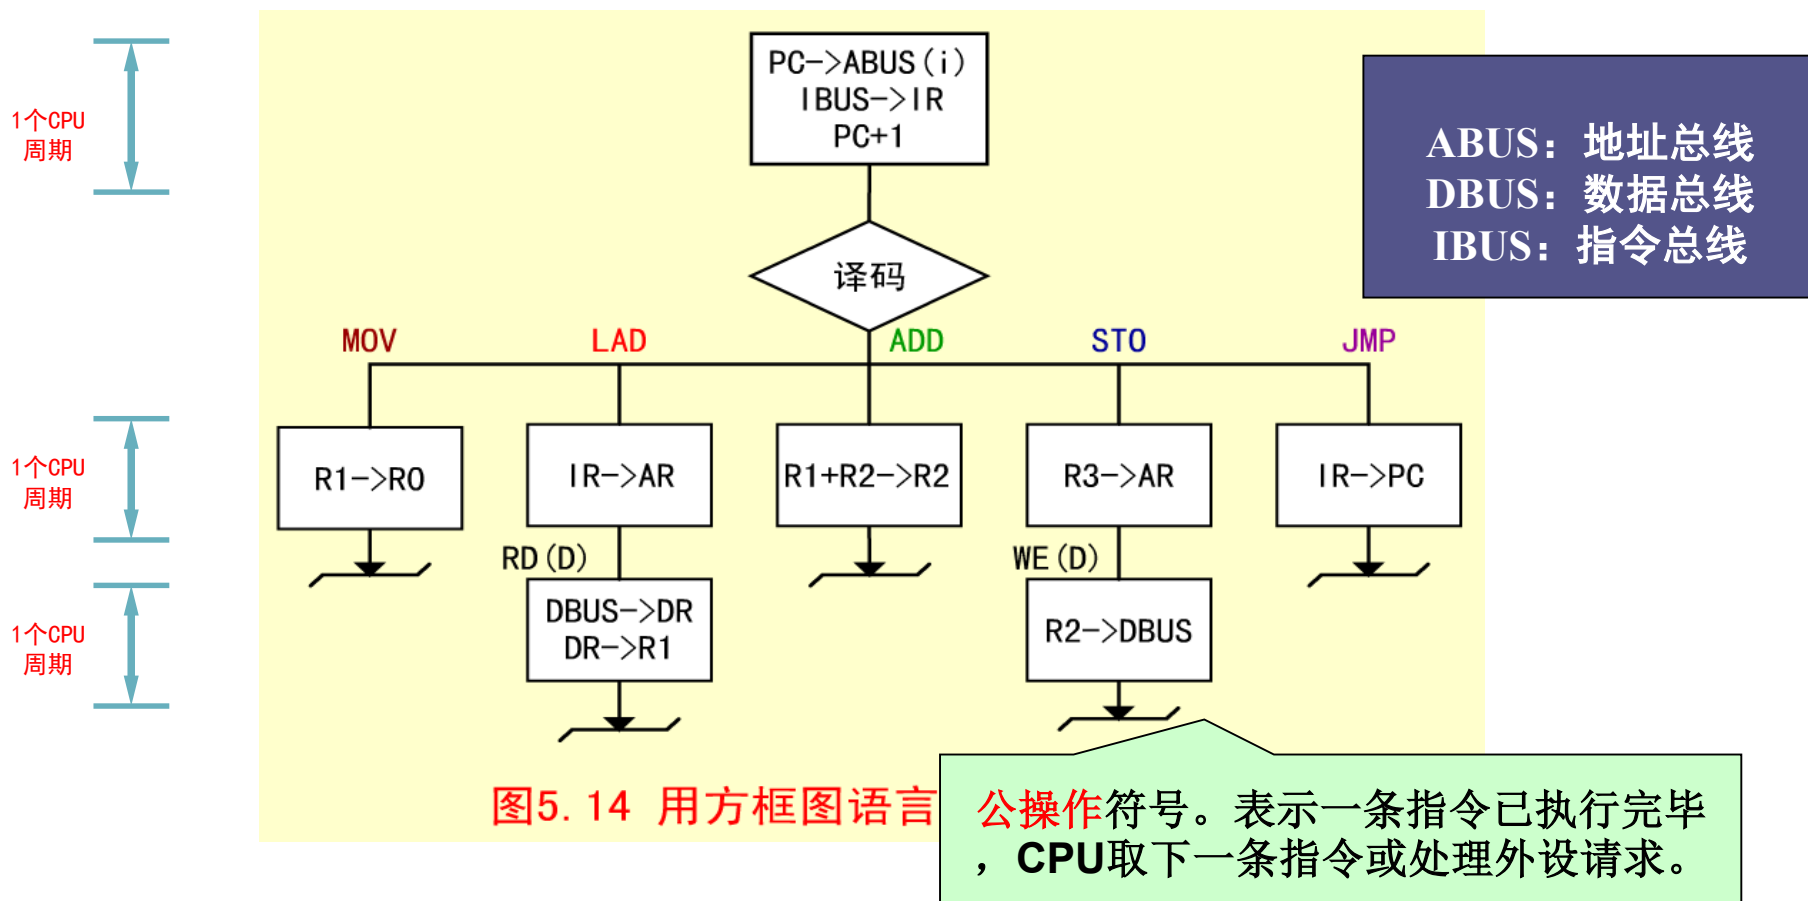 PC->ABUS(i)
IBUS->IR
PC+1
1个CPU
周期
ABUS：地址总线
DBUS：数据总线
IBUS：指令总线
译码
MOV
LAD
ADD
STO
JMP
1个CPU
周期
R1->R0
IR->AR
R1+R2->R2
R3->AR
IR->PC
RD(D)
WE(D)
1个CPU
周期
DBUS->DR
DR->R1
R2->DBUS
图5.14 用方框图语言
公操作符号。表示一条指令已执行完毕
，CPU取下一条指令或处理外设请求。